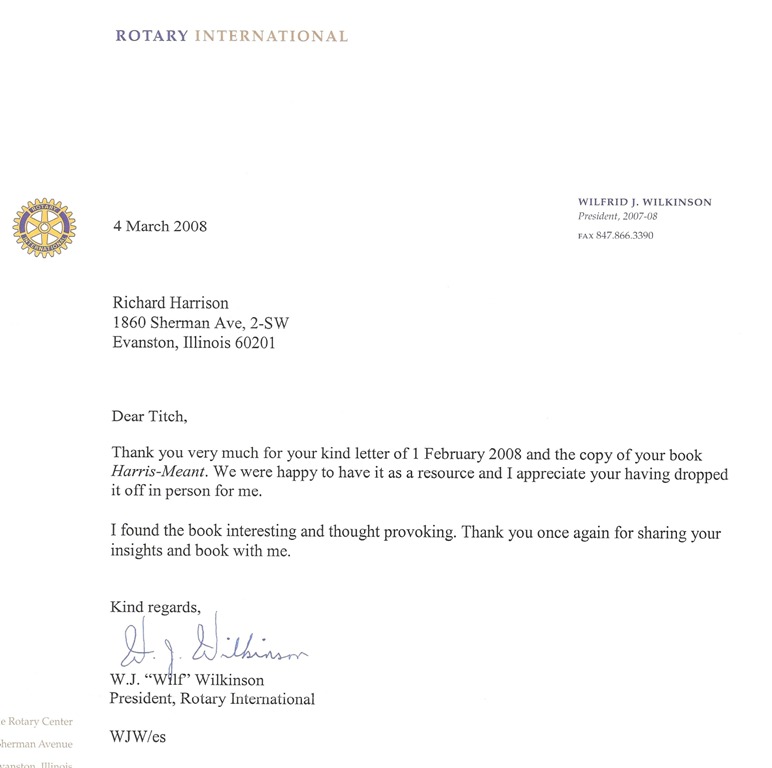 ROTARY INTERNATIONAL
WILFRID J. WILKINSON
President, 2007-08
FAX 847.866.3390
ROTARY
INTERNATIONAL
4 March 2008
Richard Harrison
1860 Sherman Ave, 2-SW
Evanston, Illinois 60201
Dear Titch,
Thank you very much for your kind letter of 1 February 2008 and the copy of your book
Harris-Meant. We were happy to have it as a resource and I appreciate your having dropped
it off in person for me.
I found the book interesting and thought provoking. Thank you once again for sharing your
insights and book with me.
Kind regards,
W. J. Wilkinson
W.J. “Wilf” Wilkinson
President, Rotary International
WJW/es
e Rotary Center
Sherman Avenue
vanston, Illinois